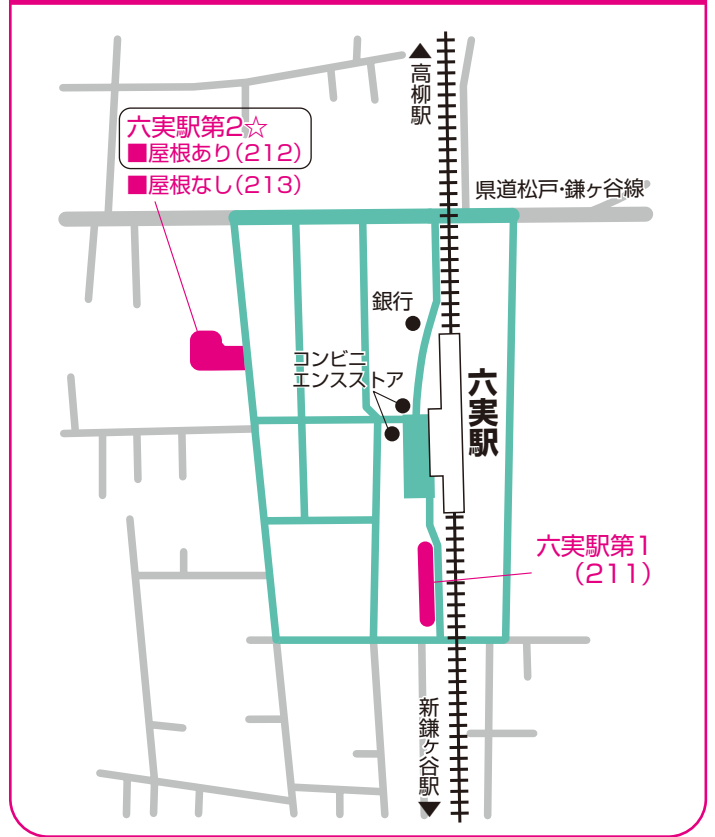 ▲
高柳駅
六実駅第2☆
■屋根あり(212)
■屋根なし(213)
県道松戸・鎌ヶ谷線
銀行
コンビニ
エンスストア
六実駅
六実駅第1
(211)
新鎌ヶ谷駅
▼